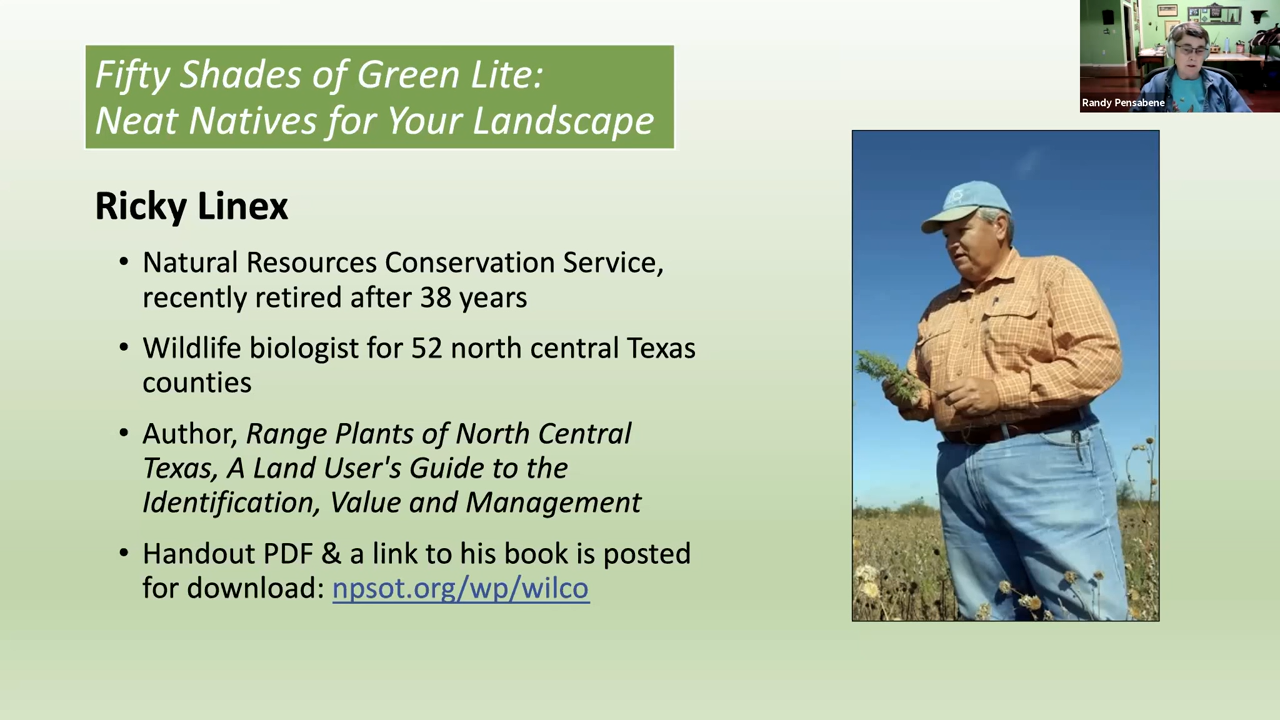 Fifty Shades of Green Lite:
Neat Natives for Your Landscape
Randy Pensabene
Ricky Linex
• Natural Resources Conservation Service,
recently retired after 38 years
• Wildlife biologist for 52 north central Texas
counties
• Author, Range Plants of North Central
Texas, A Land User's Guide to the
Identification, Value and Management
• Handout PDF & a link to his book is posted
for download: npsot.org/wp/wilco